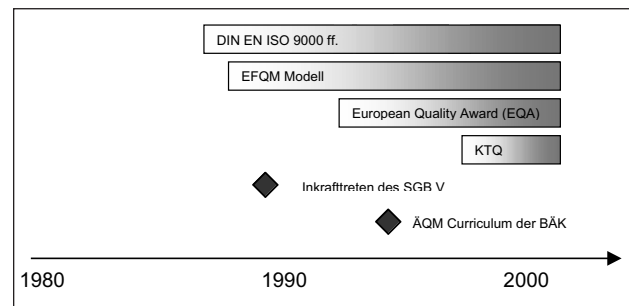 DIN EN ISO 9000 ff.
EFQM Modell
European Quality Award (EQA)
KTQ
Inkrafttreten des SGB V
ÄQM Curriculum der BÄK
1980 1990 2000